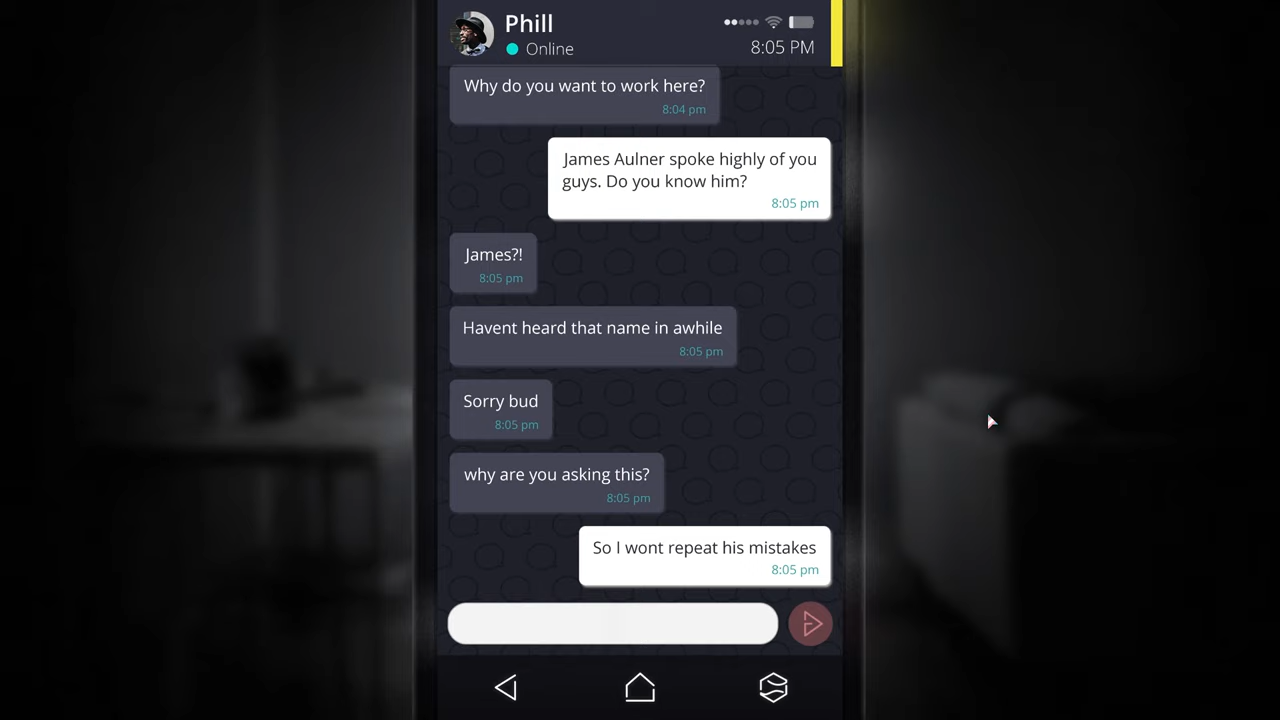 Phill
Online
8:05 PM
Why do you want to work here?
8:04 pm
James Aulner spoke highly of you
guys. Do you know him?
8:05 pm
James?!
8:05 pm
Havent heard that name in awhile
8:05 pm
Sorry bud
8:05 pm
why are you asking this?
8:05 pm
So I wont repeat his mistakes
8:05 pm